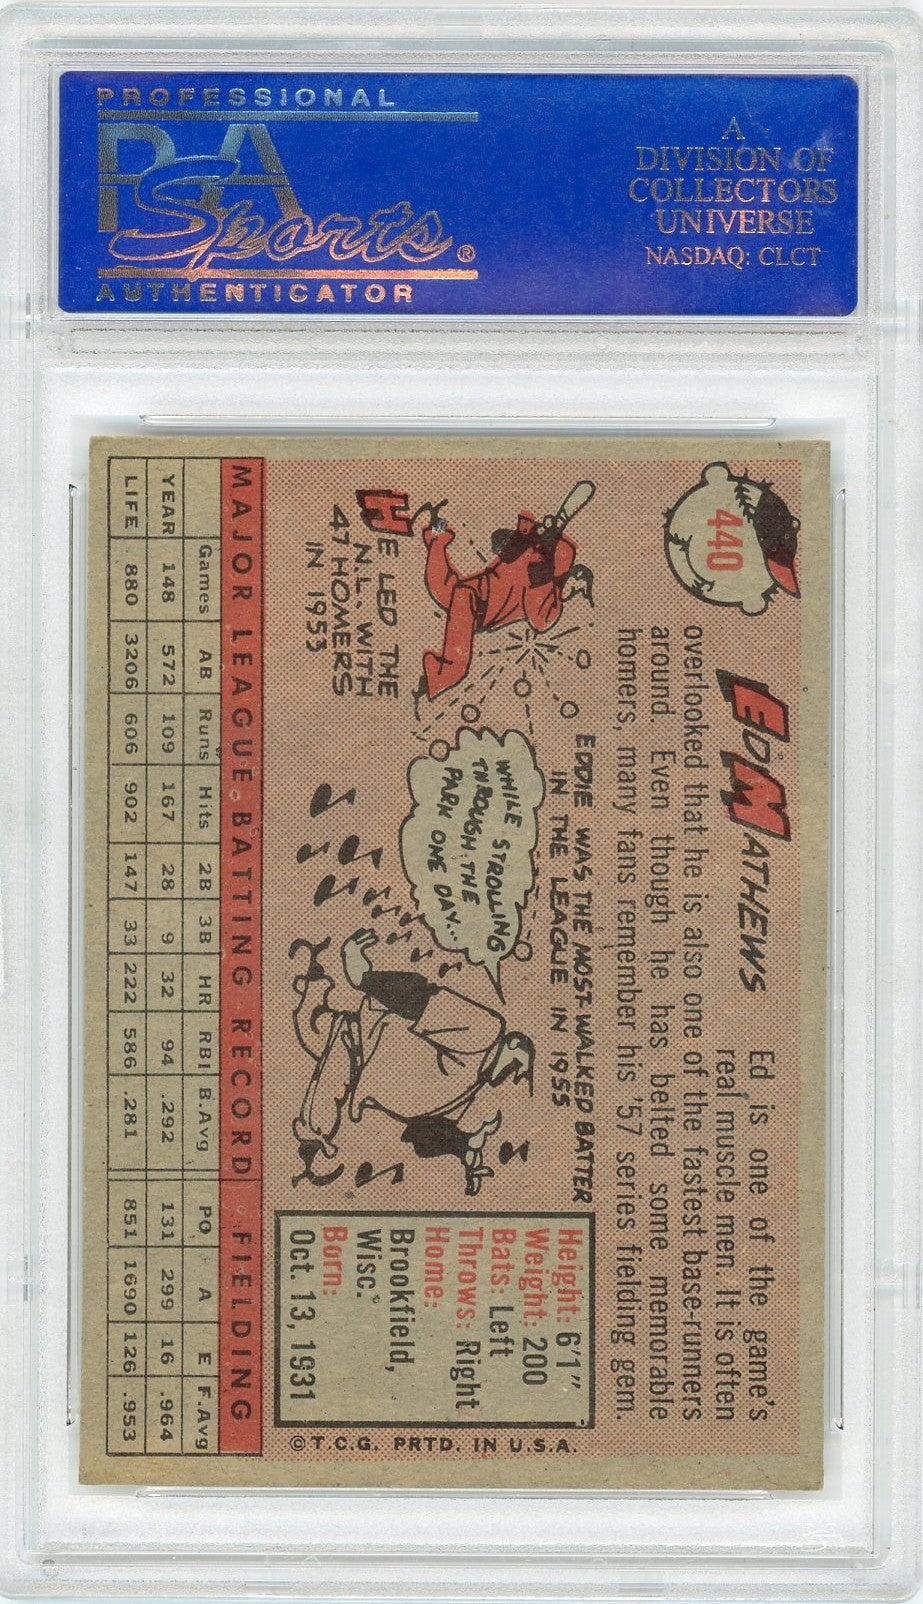 PROFESSIONAL
PSA
Sports®
AUTHENTICATOR
A
DIVISION OF
COLLECTORS
UNIVERSE
NASDAQ: CLCT
440
ED MATHEWS
Ed is one of the game's
real muscle men. It is often
overlooked that he is also one of the fastest base-runners
around. Even though he has belted some memorable
homers, many fans remember his '57 series fielding gem.
HE LED THE
N.L. WITH
47 HOMERS
IN 1953
EDDIE WAS THE MOST WALKED BATTER
IN THE LEAGUE IN 1955
WHILE STROLLING
THROUGH THE
PARK ONE DAY...
Height: 6'1"
Weight: 200
Bats: Left
Throws: Right
Home:
Brookfield,
Wisc.
Born:
Oct. 13, 1931
© T.C.G. PRTD. IN U.S.A.
MAJOR LEAGUE BATTING RECORD FIELDING
Games AB Runs Hits 2B 3B HR RBI B.Avg PO A E F.Avg
YEAR 148 572 109 167 28 9 32 94 .292 131 299 16 .964
LIFE 880 3206 606 902 147 33 222 586 .281 851 1690 126 .953